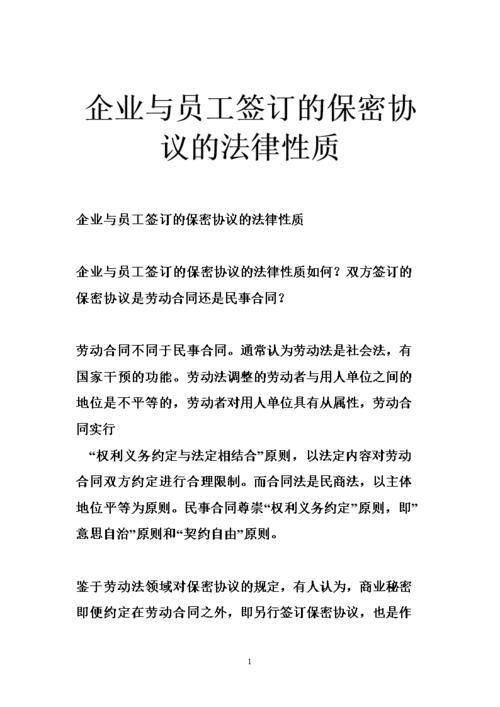 企业与员工签订的保密协
议的法律性质
企业与员工签订的保密协议的法律性质
企业与员工签订的保密协议的法律性质如何？双方签订的
保密协议是劳动合同还是民事合同？
劳动合同不同于民事合同。通常认为劳动法是社会法，有
国家干预的功能。劳动法调整的劳动者与用人单位之间的
地位是不平等的，劳动者对用人单位具有从属性，劳动合
同实行
“权利义务约定与法定相结合”原则，以法定内容对劳动
合同双方约定进行合理限制。而合同法是民商法，以主体
地位平等为原则。民事合同尊崇“权利义务约定”原则，即”
意思自治”原则和“契约自由”原则。
鉴于劳动法领域对保密协议的规定，有人认为，商业秘密
即便约定在劳动合同之外，即另行签订保密协议，也是作
1